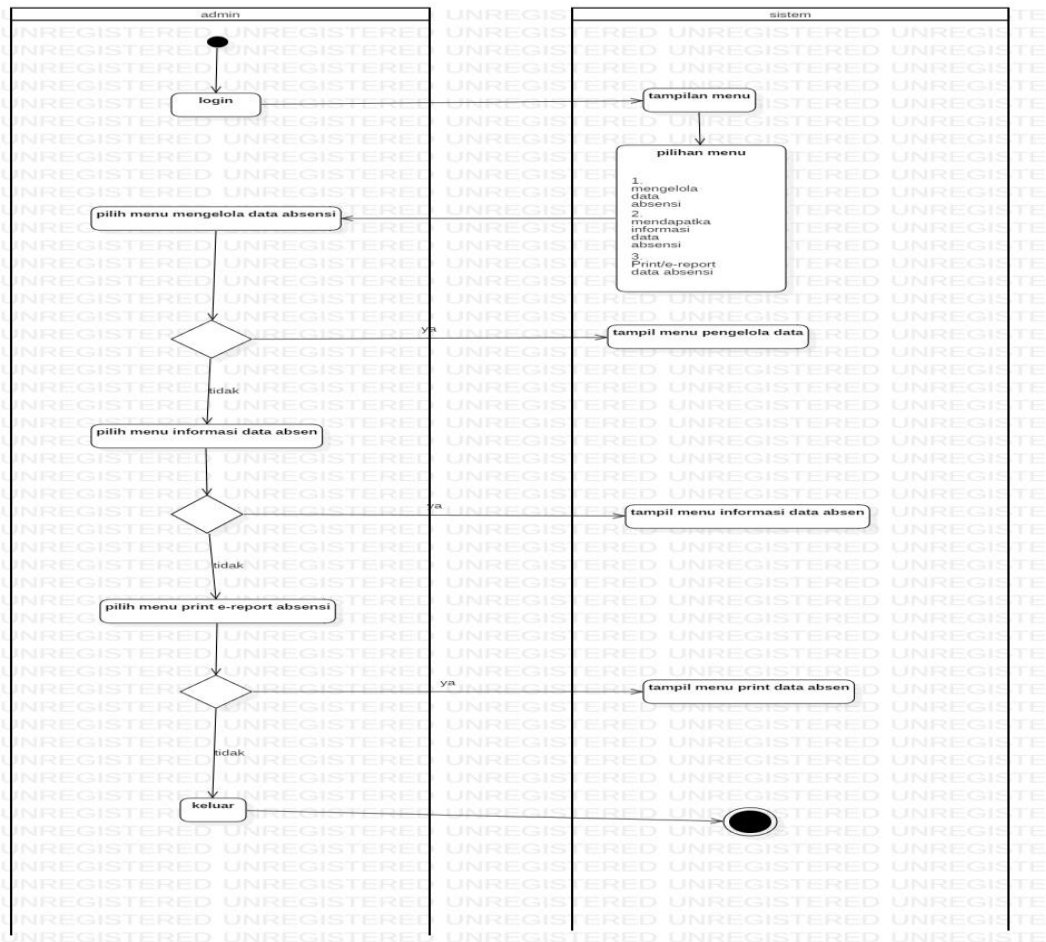 admin
sistem
login
tampilan menu
pilihan menu
1.
mengelola
data
absensi
2.
mendapatka
informasi
data
absensi
3.
Print/e-report
data absensi
pilih menu mengelola data absensi
ya
tampil menu pengelola data
tidak
pilih menu informasi data absen
ya
tampil menu informasi data absen
tidak
pilih menu print e-report absensi
ya
tampil menu print data absen
tidak
keluar
UNREGISTERED